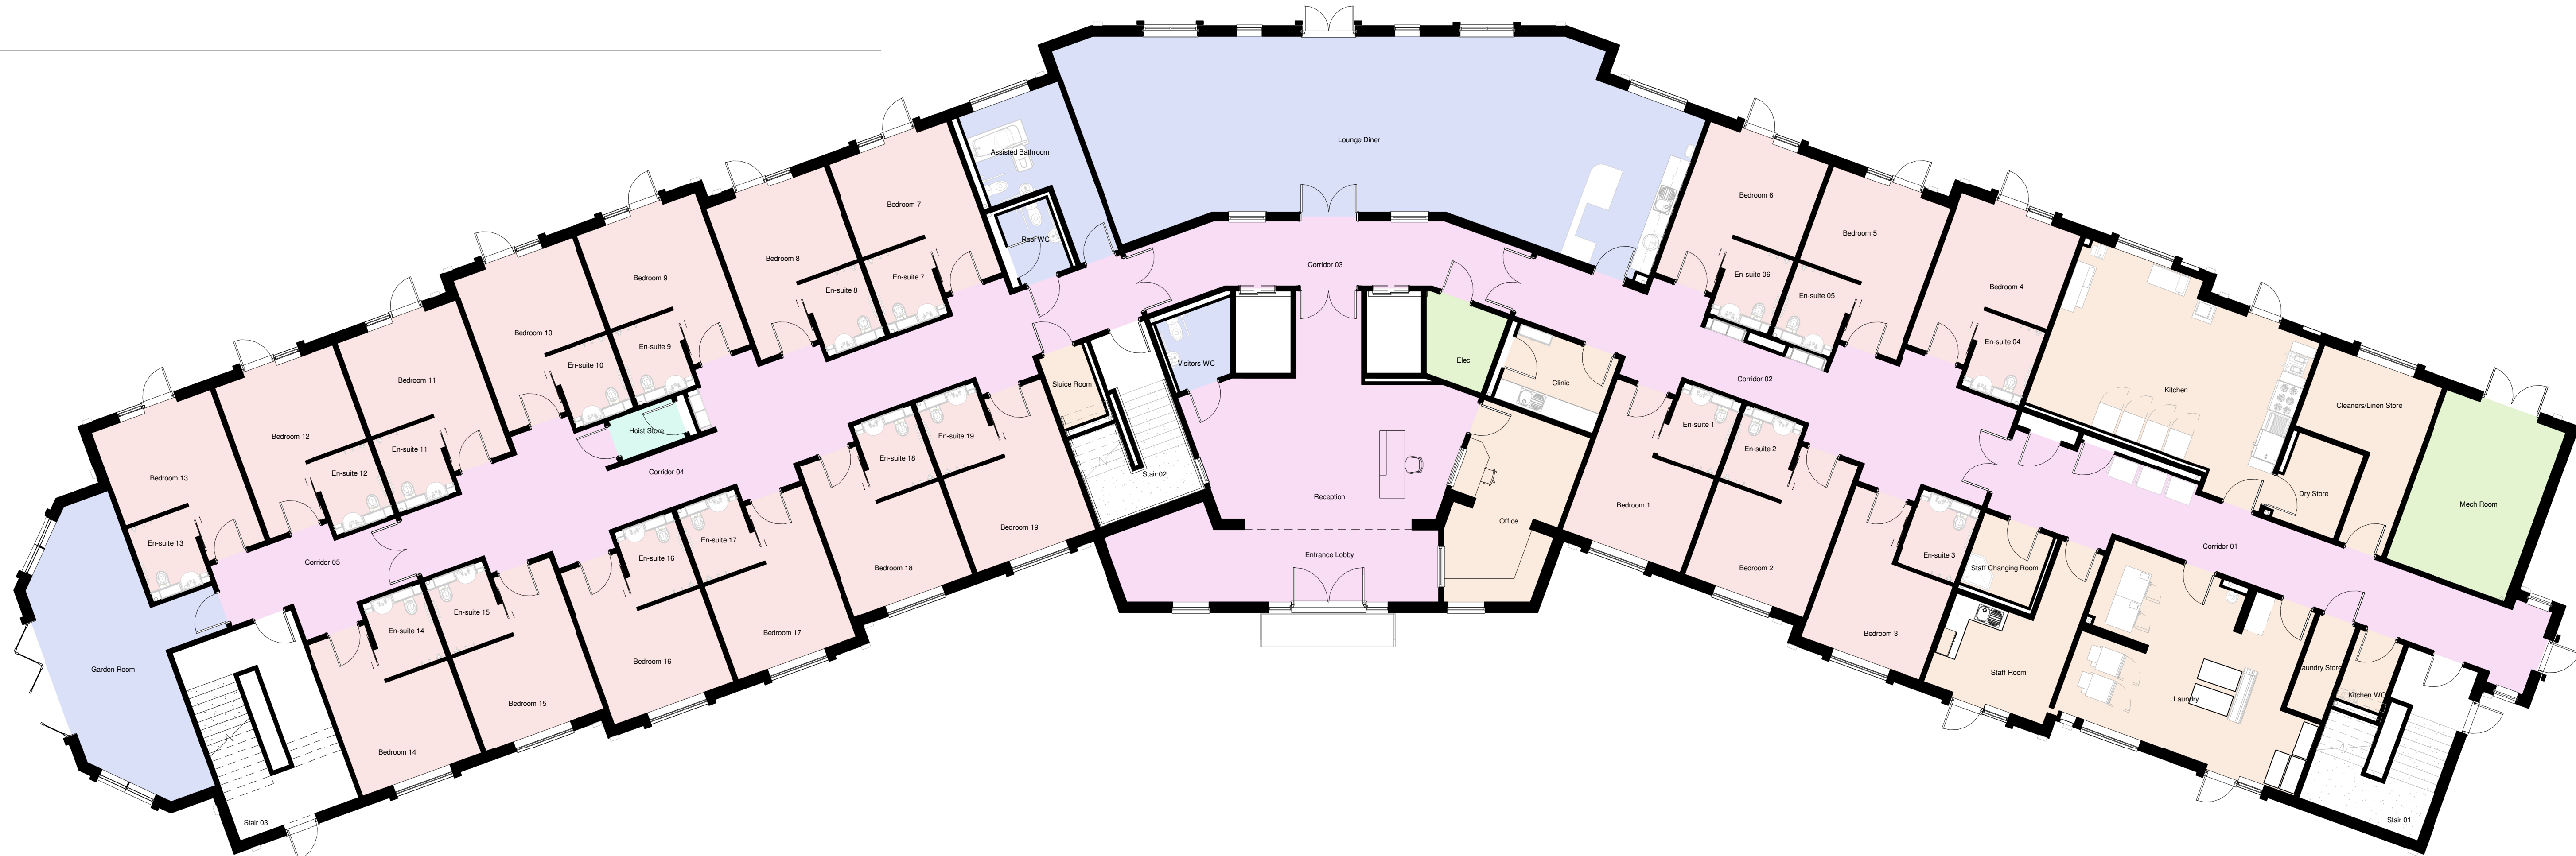 Lounge Diner
Assisted Bathroom
Resi WC
Bedroom 7
En-suite 7
Bedroom 8
En-suite 8
Bedroom 9
En-suite 9
Bedroom 10
En-suite 10
Bedroom 11
En-suite 11
Bedroom 12
En-suite 12
Bedroom 13
En-suite 13
Hoist Store
Corridor 04
Corridor 05
Garden Room
Stair 03
Bedroom 14
En-suite 14
Bedroom 15
En-suite 15
Bedroom 16
En-suite 16
Bedroom 17
En-suite 17
Bedroom 18
En-suite 18
Bedroom 19
En-suite 19
Sluice Room
Stair 02
Visitors WC
Corridor 03
Elec
Clinic
Reception
Office
Entrance Lobby
Bedroom 6
En-suite 06
Bedroom 5
En-suite 05
Bedroom 4
En-suite 04
Corridor 02
Bedroom 1
En-suite 1
Bedroom 2
En-suite 2
Bedroom 3
En-suite 3
Kitchen
Cleaners/Linen Store
Dry Store
Mech Room
Corridor 01
Staff Changing Room
Staff Room
Laundry
Laundry Store
Kitchen WC
Stair 01